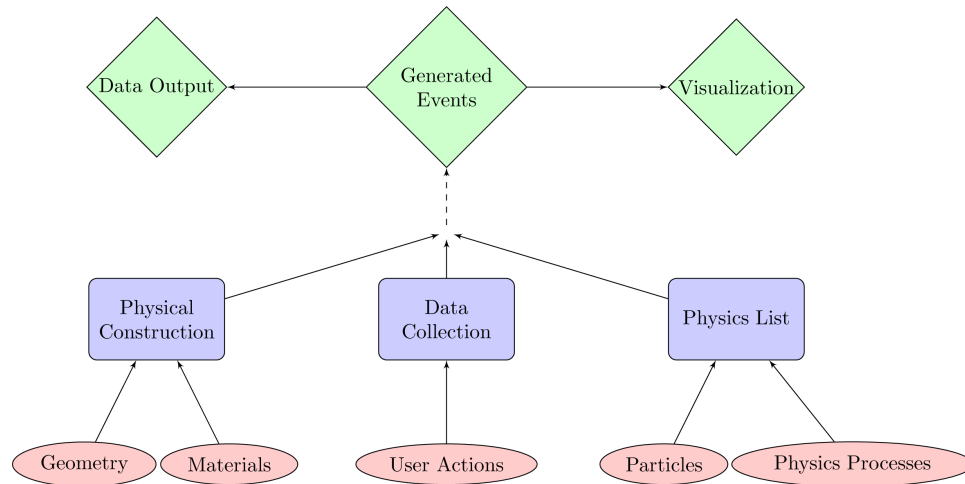 Data Output
Generated
Events
Visualization
Physical
Construction
Data
Collection
Physics List
Geometry
Materials
User Actions
Particles
Physics Processes